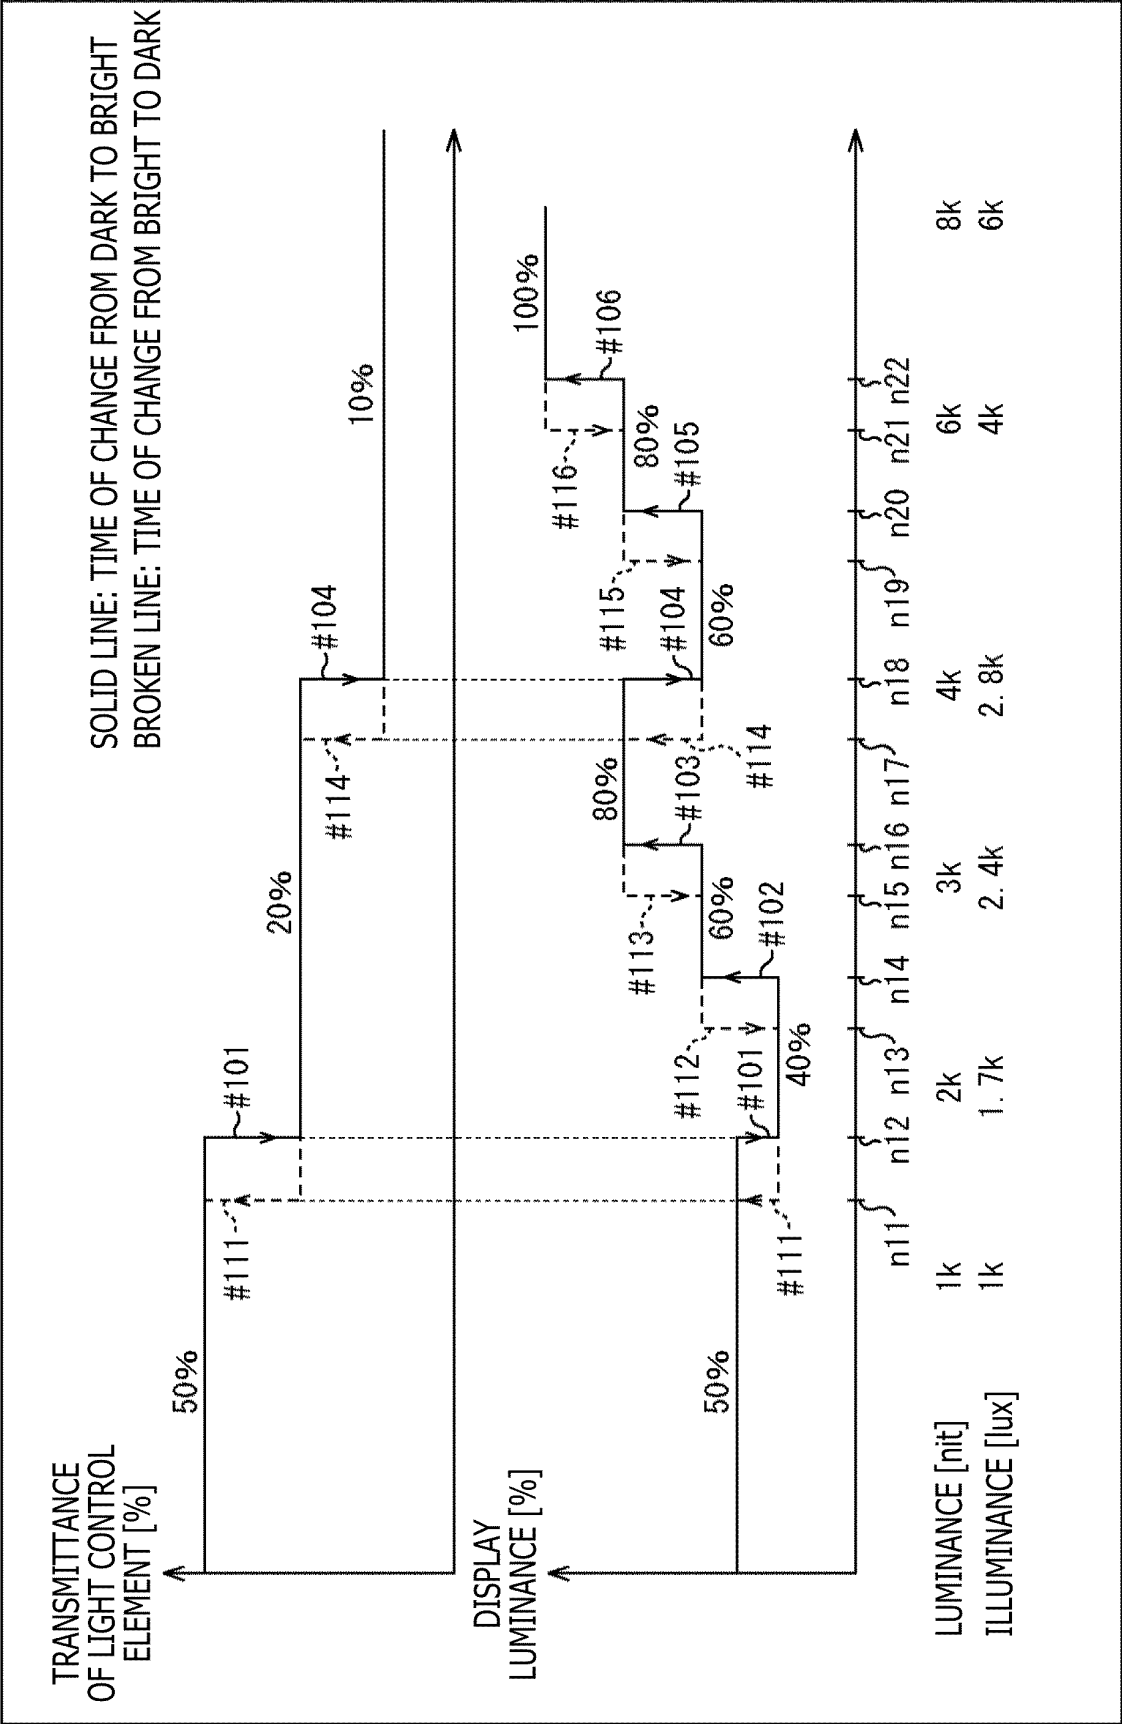 SOLID LINE: TIME OF CHANGE FROM DARK TO BRIGHT
BROKEN LINE: TIME OF CHANGE FROM BRIGHT TO DARK
TRANSMITTANCE
OF LIGHT CONTROL
ELEMENT [%]
50%
#111
#101
20%
#114
#104
10%
DISPLAY
LUMINANCE [%]
50%
#111
#101
40%
#112
#102
60%
#113
#103
80%
#114
#104
60%
#115
#105
80%
#116
#106
100%
n11 n12 n13 n14 n15 n16 n17 n18 n19 n20 n21 n22
LUMINANCE [nit] 1k 2k 3k 4k 6k 8k
ILLUMINANCE [lux] 1k 1.7k 2.4k 2.8k 4k 6k